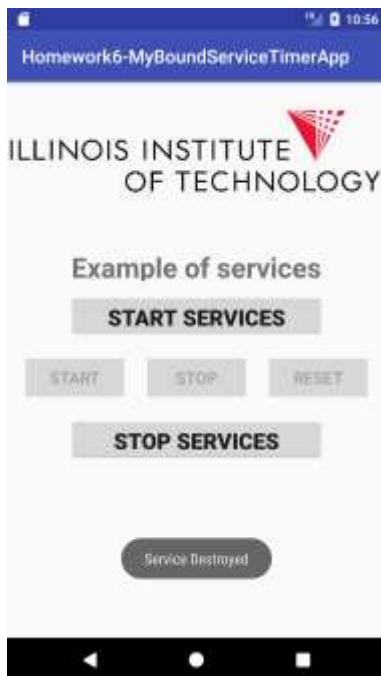 10:56
Homework6-MyBoundServiceTimerApp
ILLINOIS INSTITUTE
OF TECHNOLOGY
Example of services
START SERVICES
START STOP RESET
STOP SERVICES
Service Destroyed